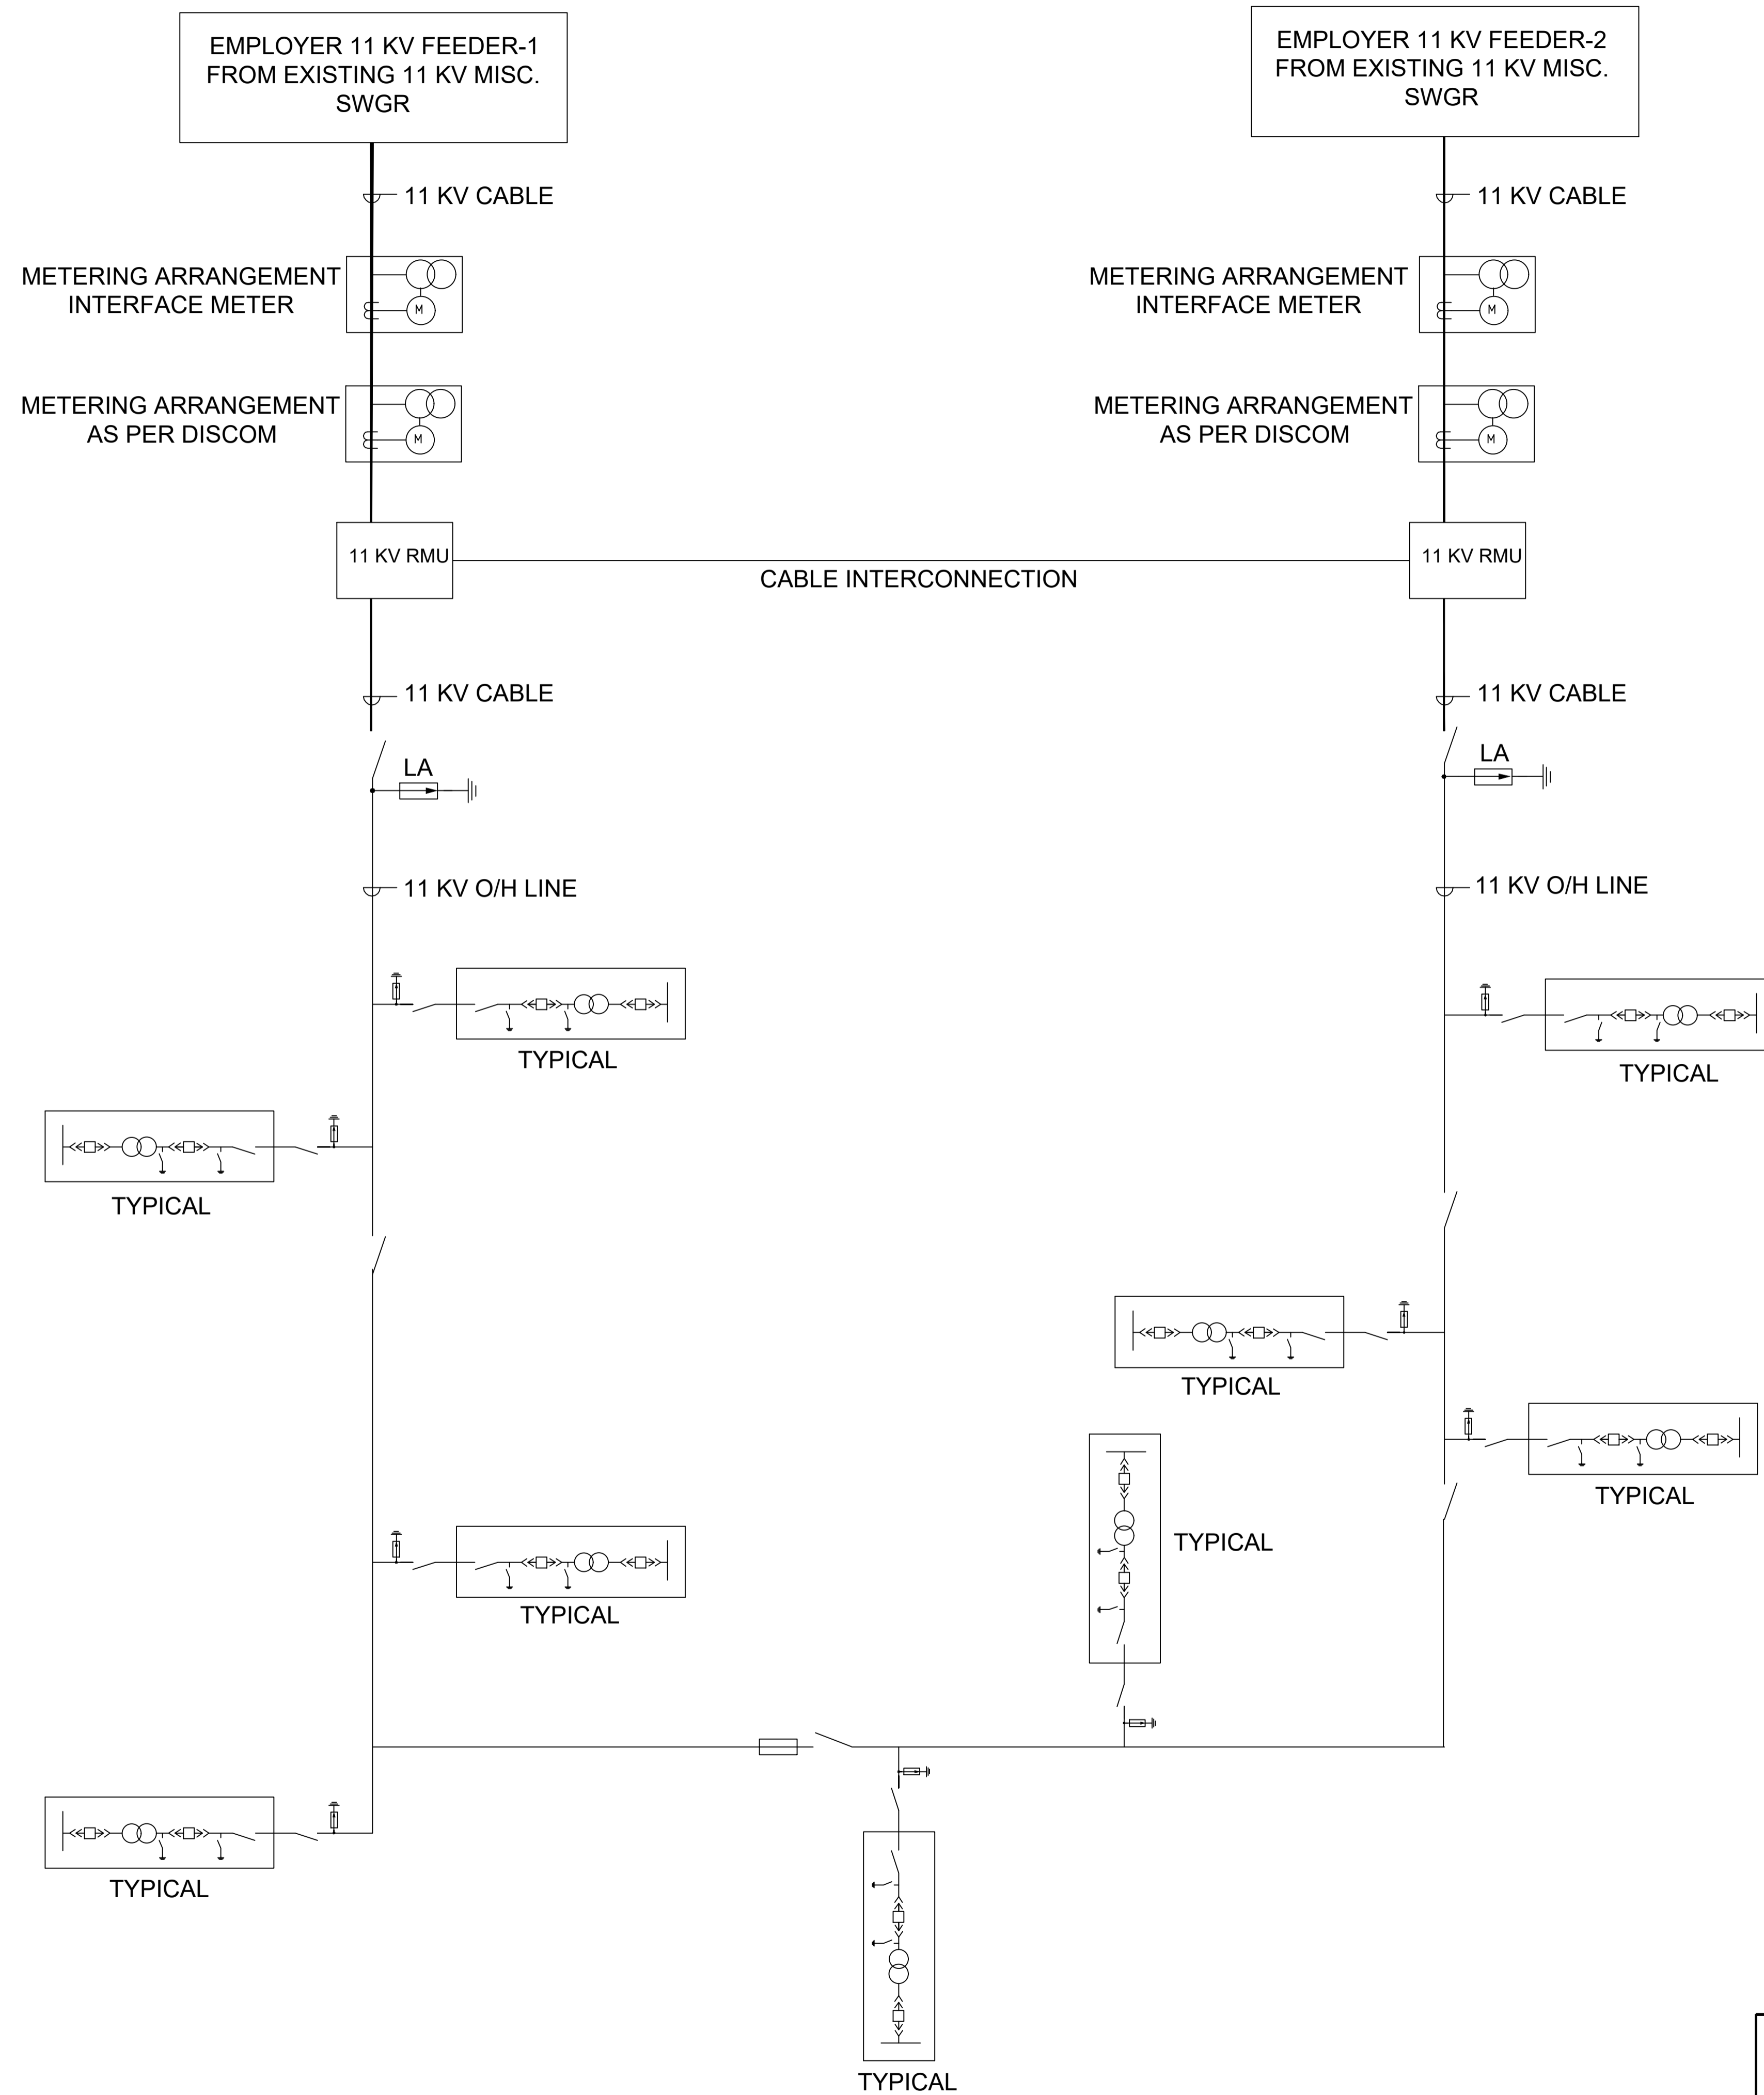 EMPLOYER 11 KV FEEDER-1
FROM EXISTING 11 KV MISC.
SWGR
EMPLOYER 11 KV FEEDER-2
FROM EXISTING 11 KV MISC.
SWGR
11 KV CABLE
11 KV CABLE
METERING ARRANGEMENT
INTERFACE METER
M
METERING ARRANGEMENT
INTERFACE METER
M
METERING ARRANGEMENT
AS PER DISCOM
M
METERING ARRANGEMENT
AS PER DISCOM
M
11 KV RMU
CABLE INTERCONNECTION
11 KV RMU
11 KV CABLE
11 KV CABLE
LA
LA
11 KV O/H LINE
11 KV O/H LINE
TYPICAL
TYPICAL
TYPICAL
TYPICAL
TYPICAL
TYPICAL
TYPICAL
TYPICAL
TYPICAL